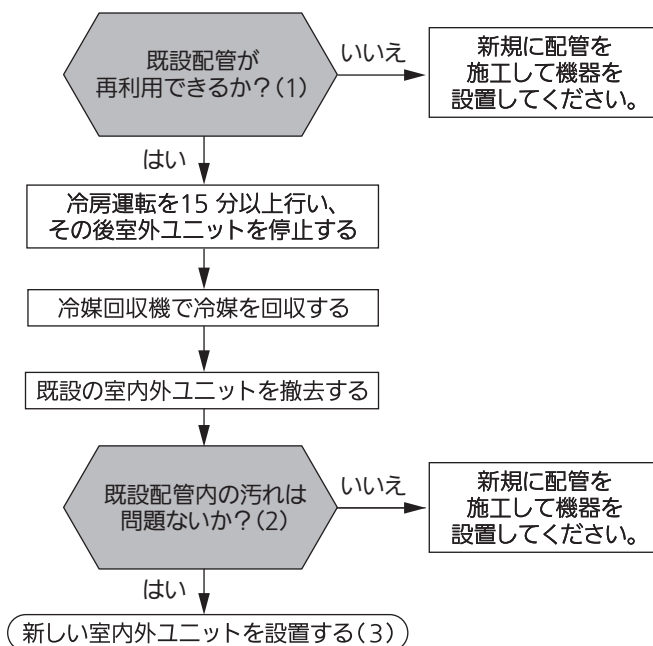 既設配管が
再利用できるか?(1)
いいえ
新規に配管を
施工して機器を
設置してください。
はい
冷房運転を15 分以上行い、
その後室外ユニットを停止する
冷媒回収機で冷媒を回収する
既設の室内外ユニットを撤去する
既設配管内の汚れは
問題ないか?(2)
いいえ
新規に配管を
施工して機器を
設置してください。
はい
新しい室内外ユニットを設置する(3)